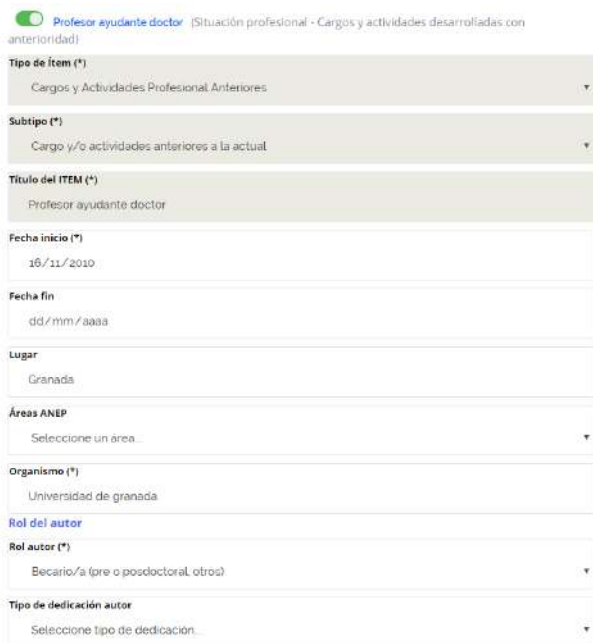 Profesor ayudante doctor (Situación profesional - Cargos y actividades desarrolladas con
anterioridad)
Tipo de Ítem (*)
Cargos y Actividades Profesional Anteriores
Subtipo (*)
Cargo y/o actividades anteriores a la actual
Título del ITEM (*)
Profesor ayudante doctor
Fecha inicio (*)
16/11/2010
Fecha fin
dd/mm/aaaa
Lugar
Granada
Áreas ANEP
Seleccione un área...
Organismo (*)
Universidad de granada
Rol del autor
Rol autor (*)
Becario/a (pre o posdoctoral, otros)
Tipo de dedicación autor
Seleccione tipo de dedicación...